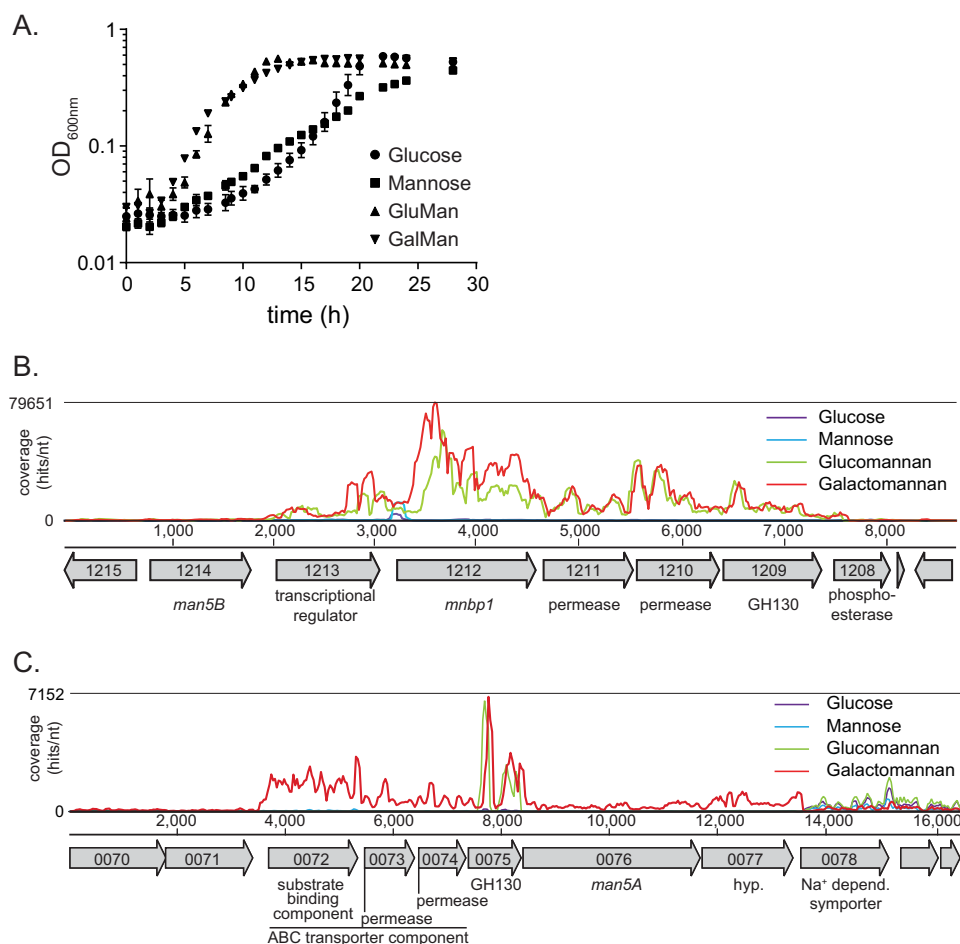 A.
1
0.1
0.01
OD600nm
0 5 10 15 20 25 30
time (h)
Glucose
Mannose
GluMan
GalMan
B.
79651
coverage
(hits/nt)
0
Glucose
Mannose
Glucomannan
Galactomannan
1,000 2,000 3,000 4,000 5,000 6,000 7,000 8,000
1215 1214 1213 1212 1211 1210 1209 1208
man5B
transcriptional
regulator
mnbp1
permease
permease
GH130
phospho-
esterase
C.
7152
coverage
(hits/nt)
0
Glucose
Mannose
Glucomannan
Galactomannan
2,000 4,000 6,000 8,000 10,000 12,000 14,000 16,000
0070 0071 0072 0073 0074 0075 0076 0077 0078
substrate
binding
component
permease
permease
GH130
man5A
hyp.
Na+ depend.
symporter
ABC transporter component